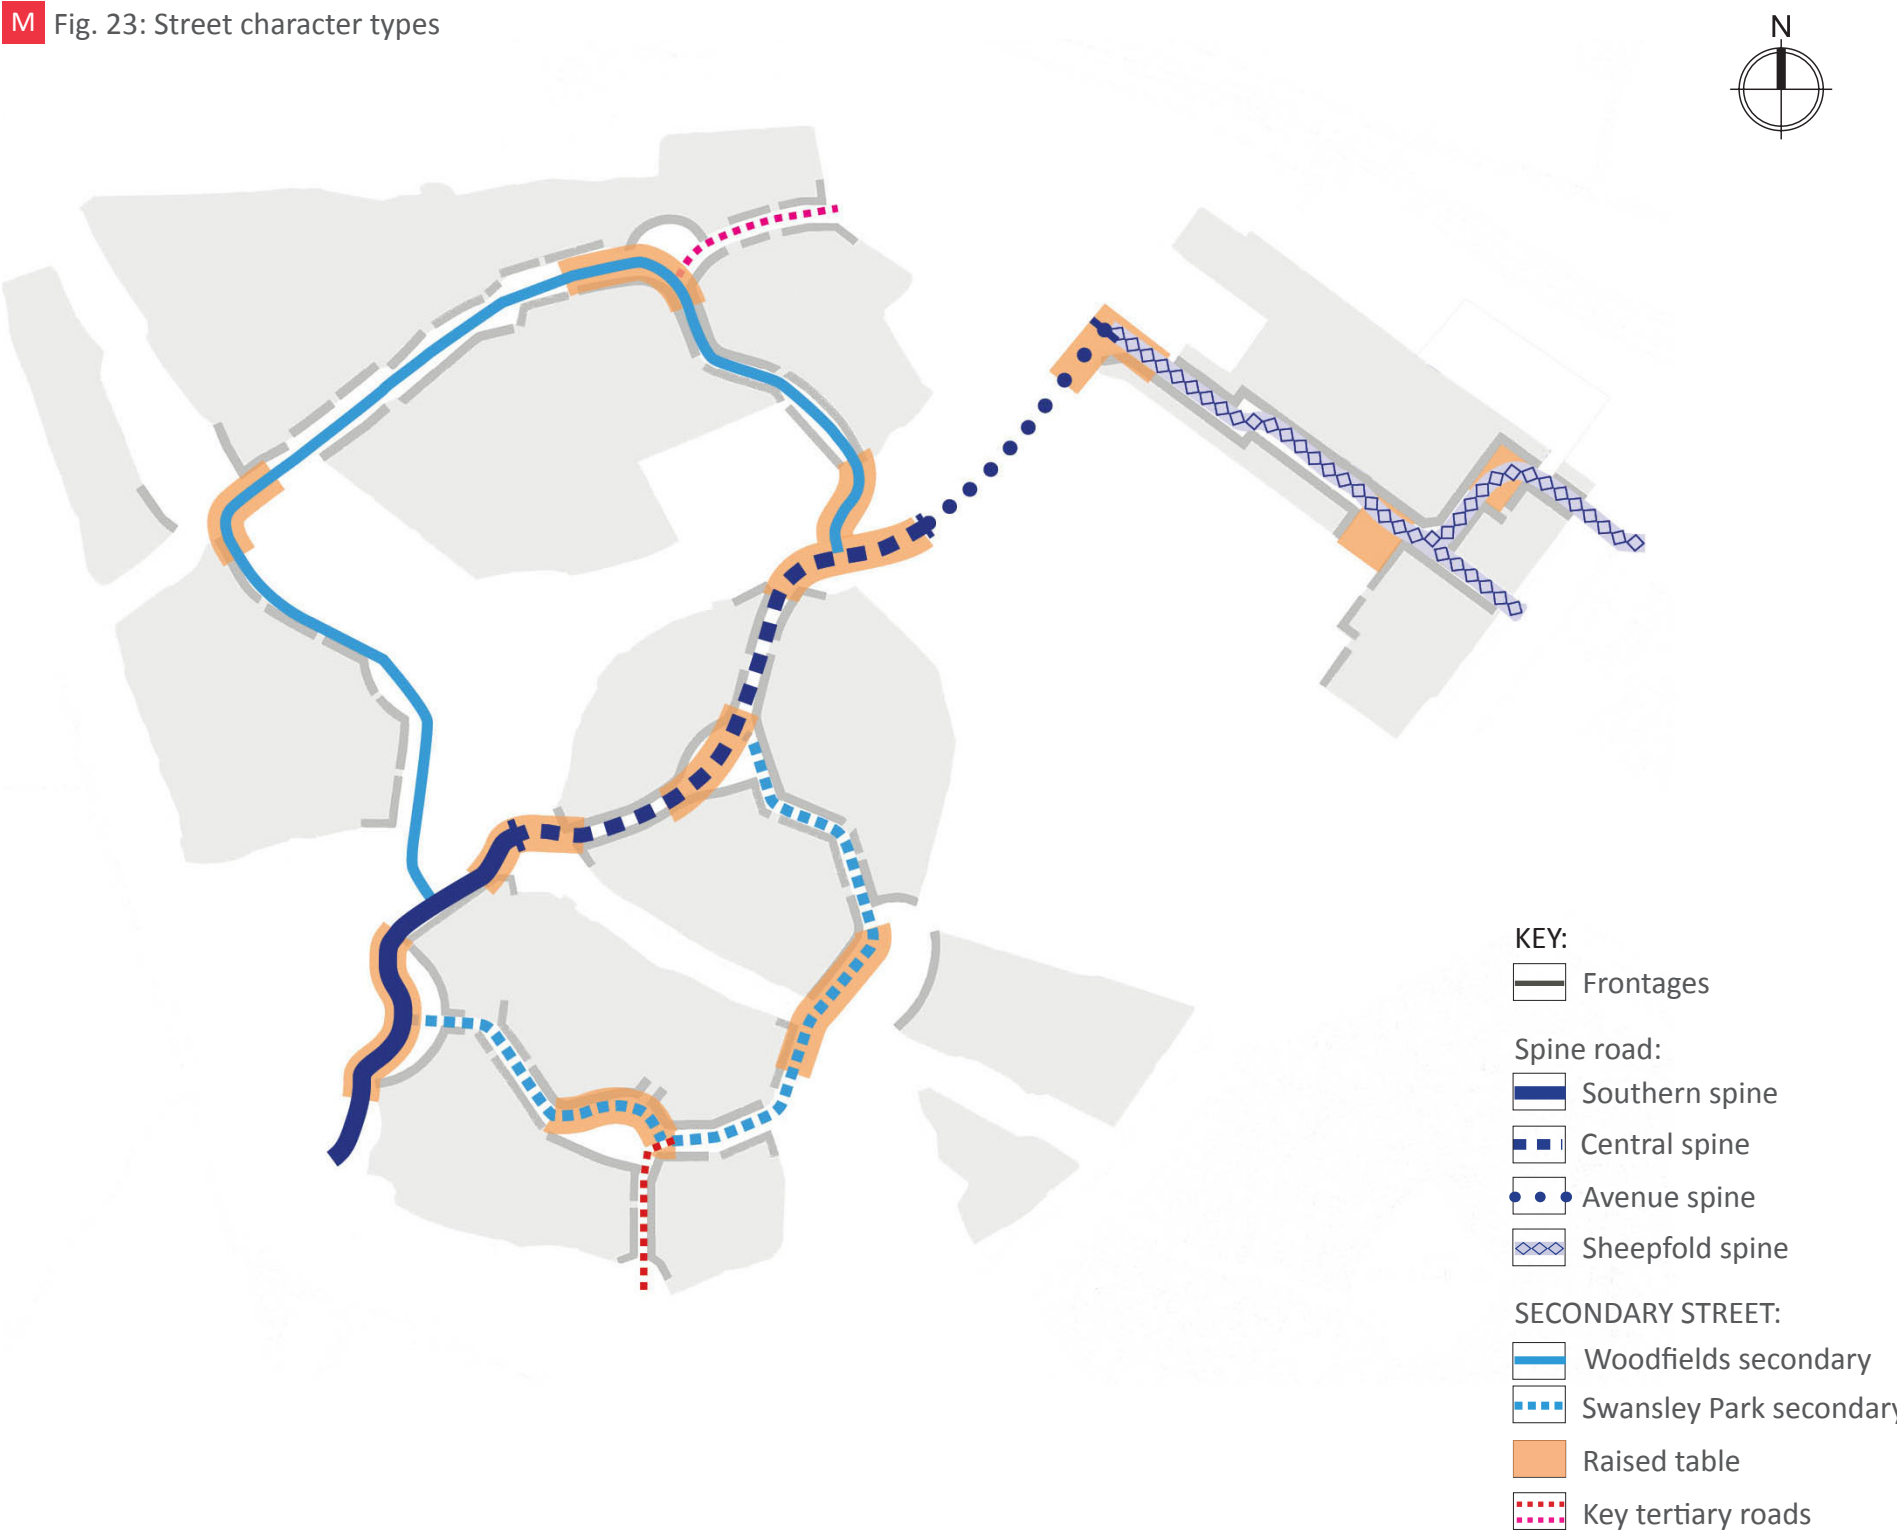 M Fig. 23: Street character types
N
KEY:
Frontages
Spine road:
Southern spine
Central spine
Avenue spine
Sheepfold spine
SECONDARY STREET:
Woodfields secondary
Swansley Park secondary
Raised table
Key tertiary roads